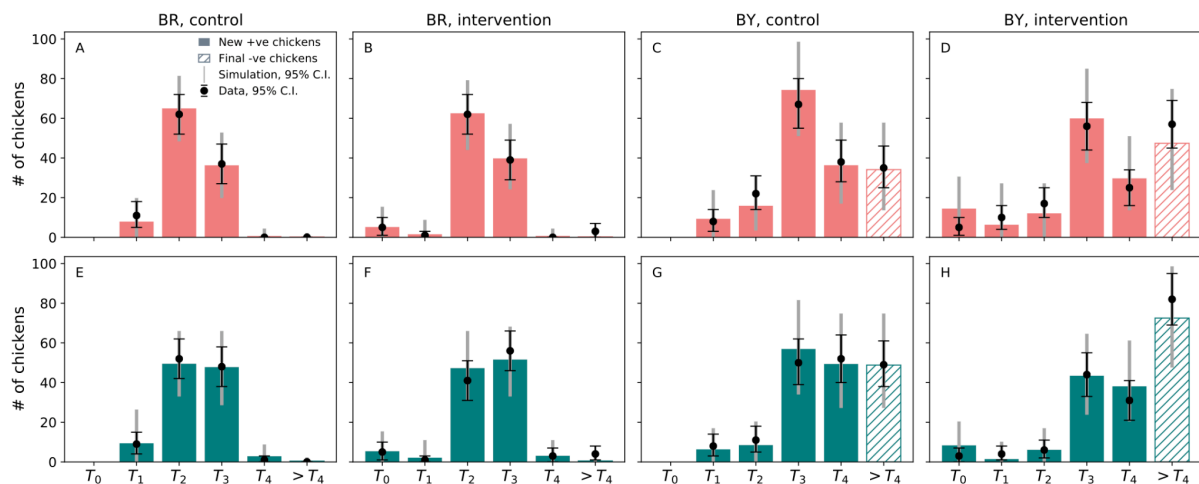 BR, control
BR, intervention
BY, control
BY, intervention
# of chickens
100
80
60
40
20
0
A
New +ve chickens
Final -ve chickens
Simulation, 95% C.I.
Data, 95% C.I.
B
C
D
# of chickens
100
80
60
40
20
0
E
F
G
H
T0 T1 T2 T3 T4 >T4
T0 T1 T2 T3 T4 >T4
T0 T1 T2 T3 T4 >T4
T0 T1 T2 T3 T4 >T4